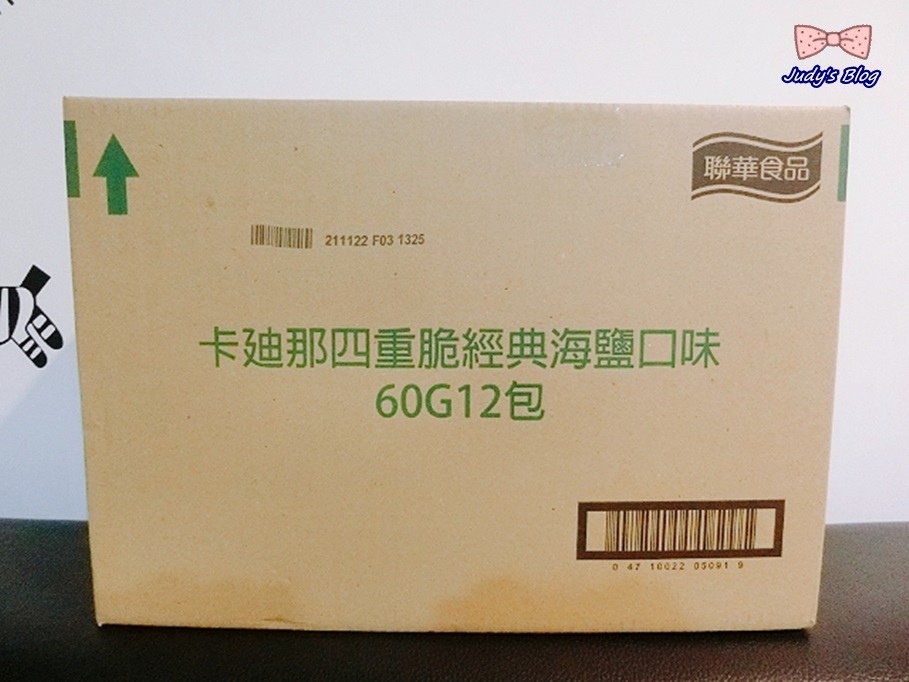 Judy's Blog
聯華食品
211122 F03 1325
卡迪那四重脆經典海鹽口味
60G12包
0 47 10022 05091 9